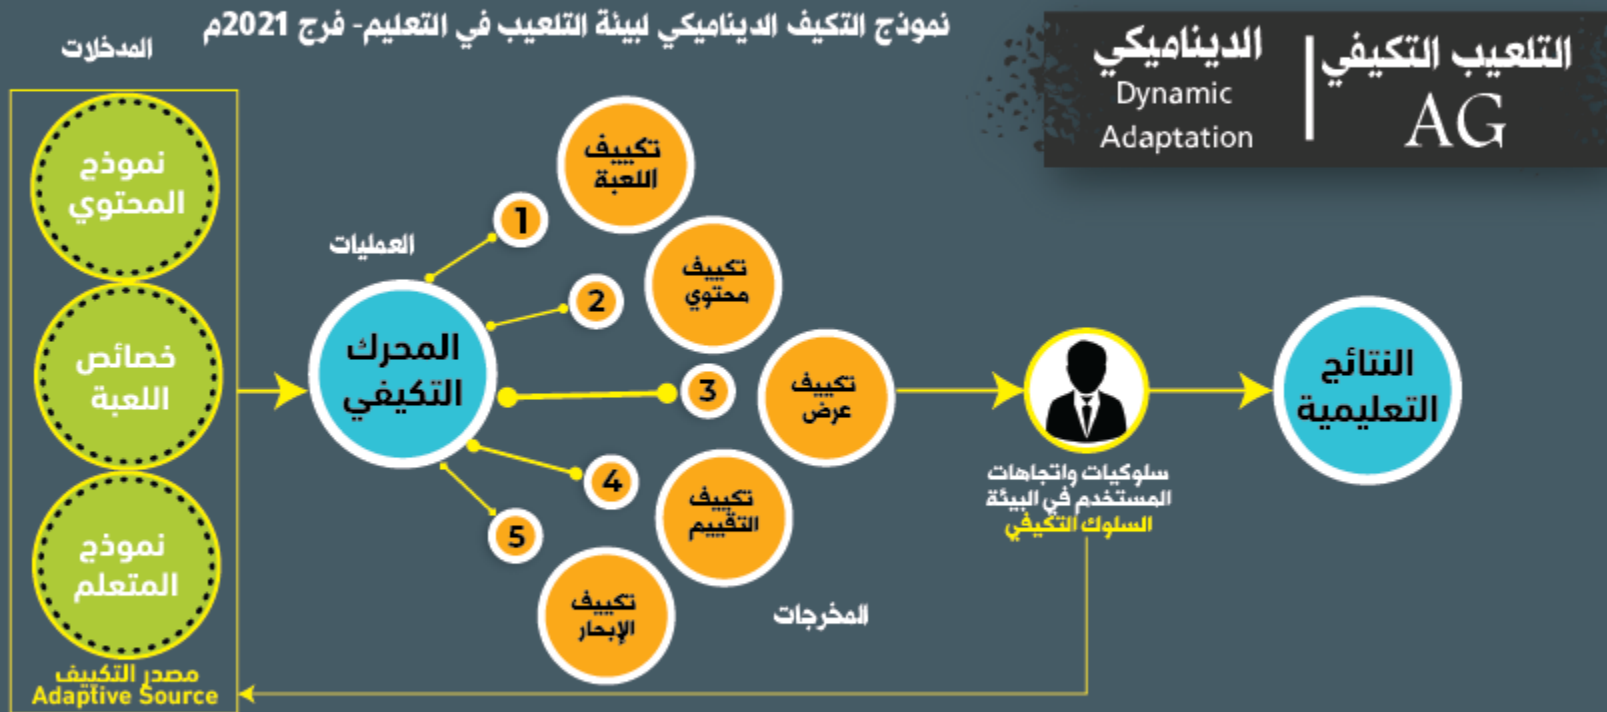 نموذج التكيف الديناميكي لبيئة التلعيب في التعليم- فرج 2021م
التلعيب التكيفي
AG
الديناميكي
Dynamic
Adaptation
المدخلات
نموذج
المحتوي
خصائص
اللعبة
نموذج
المتعلم
مصدر التكييف
Adaptive Source
العمليات
المحرك
التكيفي
1
2
3
4
5
تكييف
اللعبة
تكييف
محتوي
تكييف
عرض
تكييف
التقييم
تكييف
الإبحار
المخرجات
سلوكيات واتجاهات
المستخدم في البيئة
السلوك التكيفي
النتائج
التعليمية